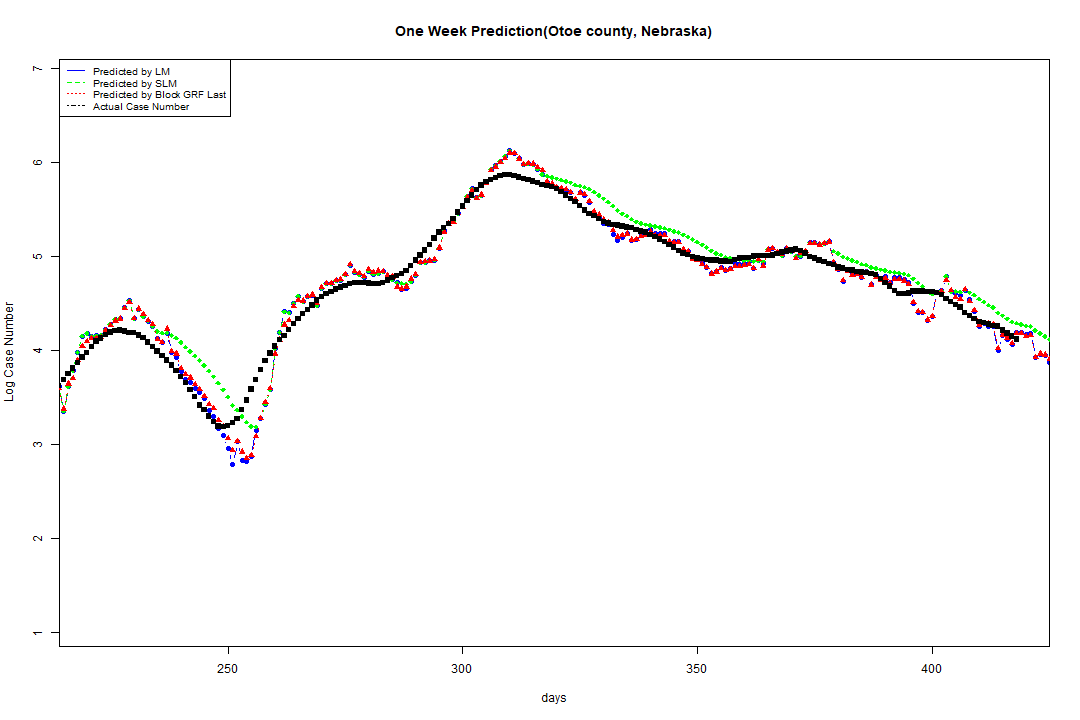 One Week Prediction(Otoe county, Nebraska)
Predicted by LM
Predicted by SLM
Predicted by Block GRF Last
Actual Case Number
7
6
5
4
3
2
1
Log Case Number
250 300 350 400
days